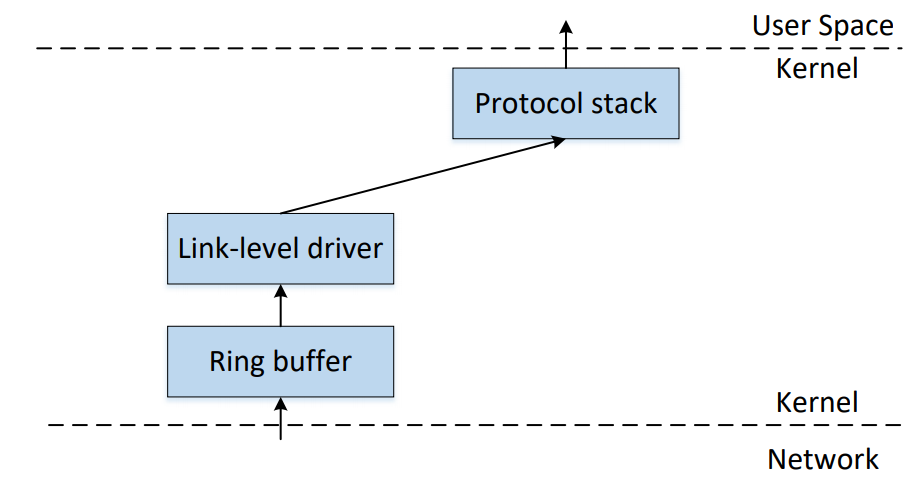 User Space
Kernel
Protocol stack
Link-level driver
Ring buffer
Kernel
Network